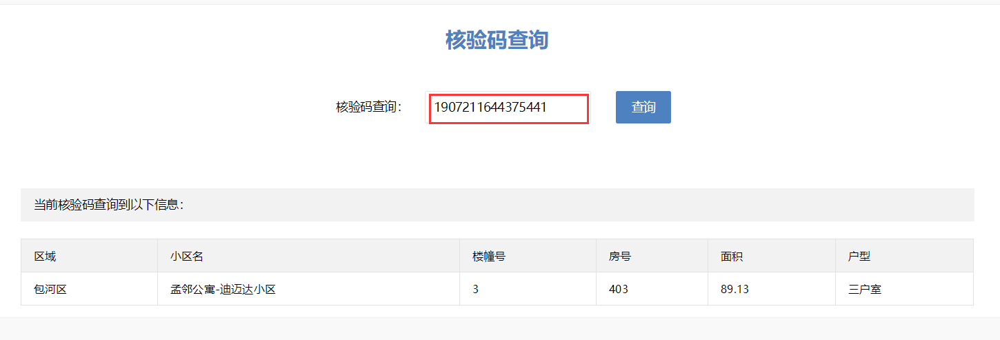 核验码查询
核验码查询： 1907211644375441 查询
当前核验码查询到以下信息：
区域 小区名 楼幢号 房号 面积 户型
包河区 孟邻公寓-迪迈达小区 3 403 89.13 三户室